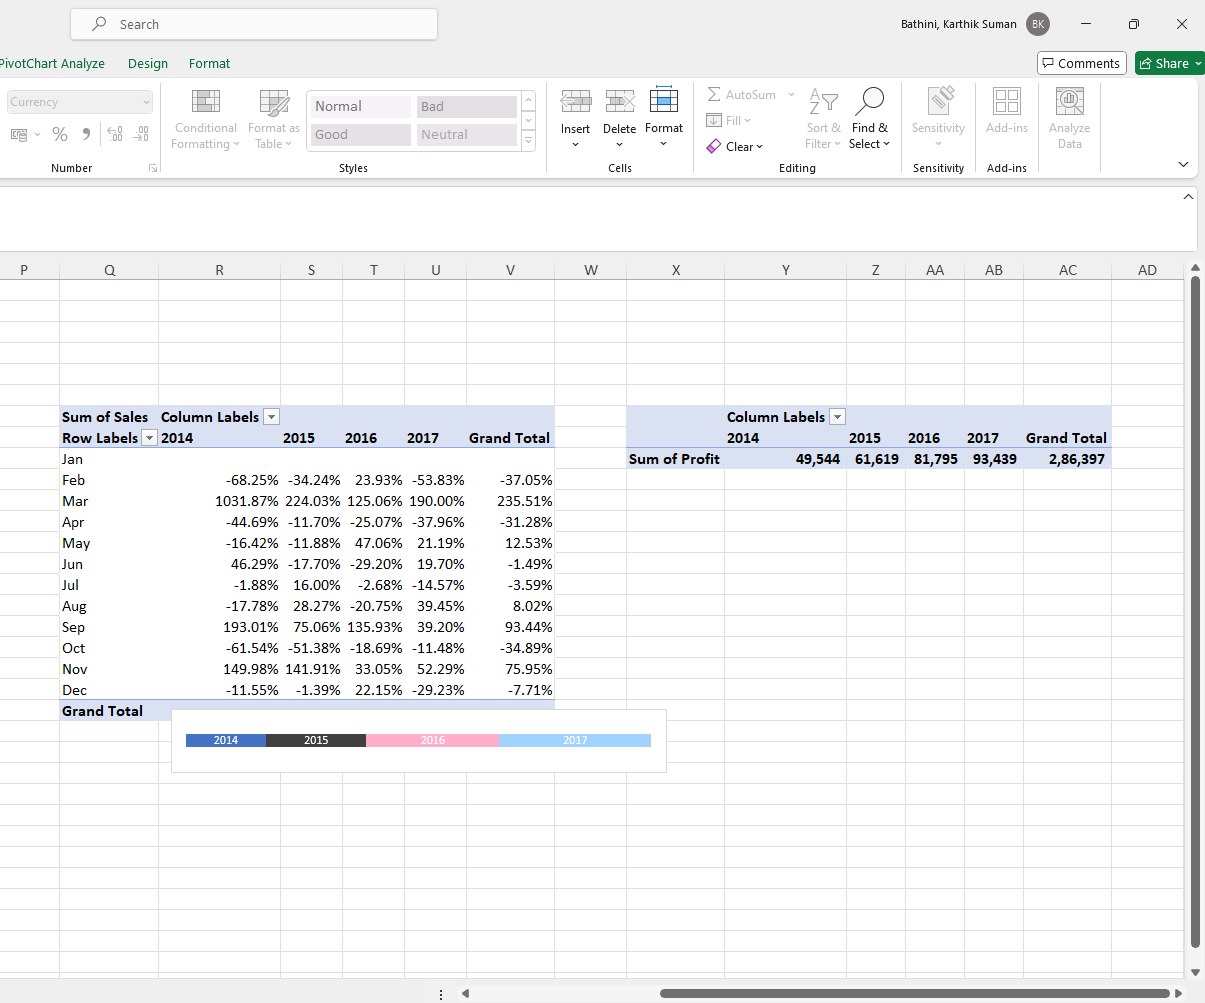 Search
Bathini, Karthik Suman BK
PivotChart Analyze Design Format
Comments Share
Currency
Conditional Formatting
Format as Table
Normal Bad
Good Neutral
Insert Delete Format
AutoSum
Fill
Clear
Sort & Filter
Find & Select
Sensitivity
Add-ins
Analyze Data
% .00 .00
Number Styles Cells Editing Sensitivity Add-ins
P Q R S T U V W X Y Z AA AB AC AD
Sum of Sales Column Labels
Row Labels 2014 2015 2016 2017 Grand Total
Jan
Feb -68.25% -34.24% 23.93% -53.83% -37.05%
Mar 1031.87% 224.03% 125.06% 190.00% 235.51%
Apr -44.69% -11.70% -25.07% -37.96% -31.28%
May -16.42% -11.88% 47.06% 21.19% 12.53%
Jun 46.29% -17.70% -29.20% 19.70% -1.49%
Jul -1.88% 16.00% -2.68% -14.57% -3.59%
Aug -17.78% 28.27% -20.75% 39.45% 8.02%
Sep 193.01% 75.06% 135.93% 39.20% 93.44%
Oct -61.54% -51.38% -18.69% -11.48% -34.89%
Nov 149.98% 141.91% 33.05% 52.29% 75.95%
Dec -11.55% -1.39% 22.15% -29.23% -7.71%
Grand Total
2014 2015 2016 2017
Column Labels
2014 2015 2016 2017 Grand Total
Sum of Profit 49,544 61,619 81,795 93,439 2,86,397